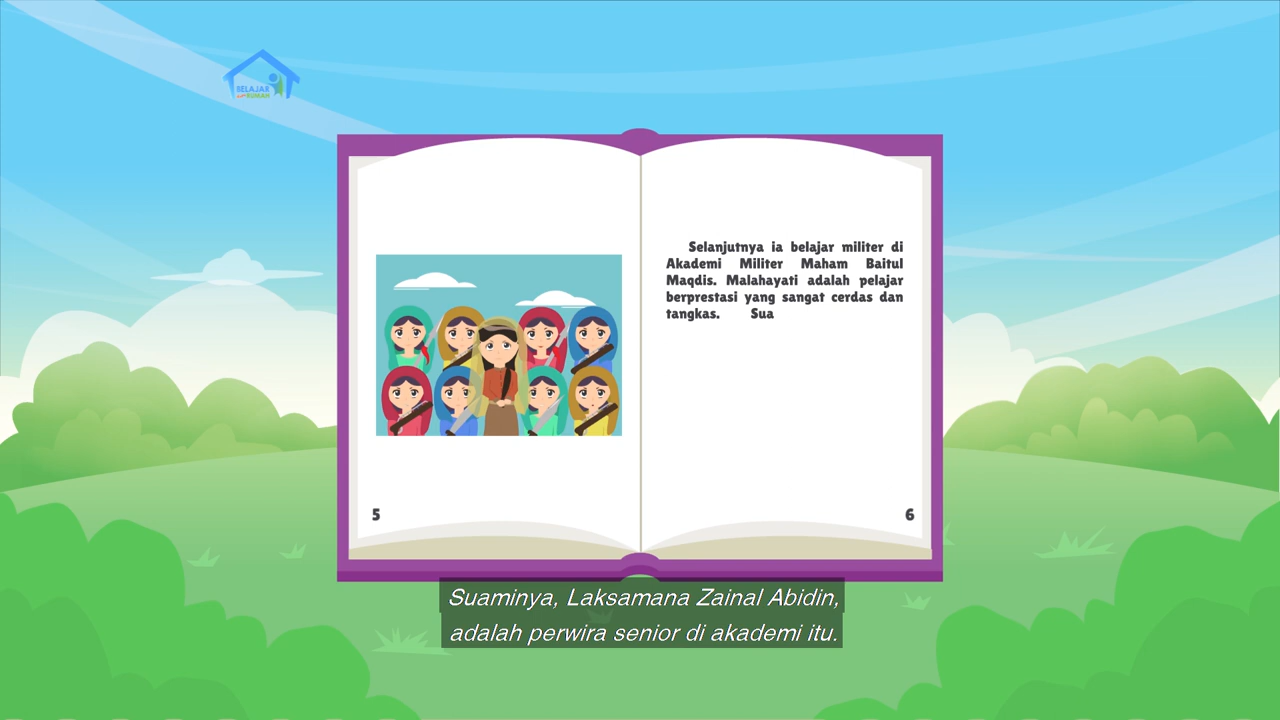 BELAJAR
dari RUMAH
Selanjutnya ia belajar militer di
Akademi Militer Maham Baitul
Maqdis. Malahayati adalah pelajar
berprestasi yang sangat cerdas dan
tangkas. Sua
5
6
Suaminya, Laksamana Zainal Abidin,
adalah perwira senior di akademi itu.